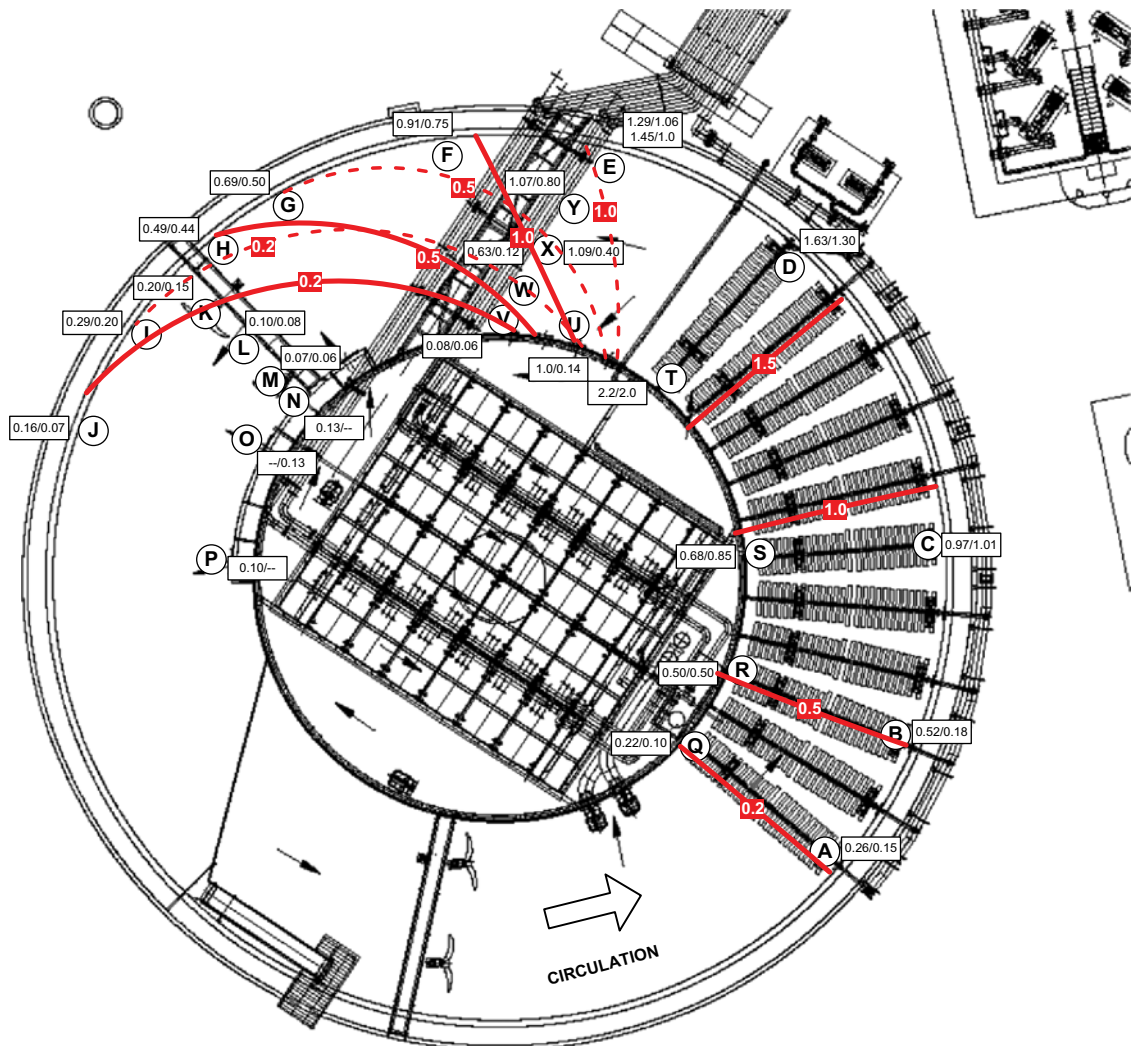 0.91/0.75
1.29/1.06
1.45/1.0
F
E
0.69/0.50
G
0.5
1.07/0.80
Y
1.0
0.49/0.44
H
0.2
1.0
X
0.63/0.12
1.09/0.40
1.63/1.30
D
0.5
0.20/0.15
0.2
W
0.29/0.20
I
K
0.10/0.08
V
U
L
0.08/0.06
0.07/0.06
1.0/0.14
1.5
M
T
N
2.2/2.0
0.16/0.07
J
0.13/--
O
--/0.13
1.0
P
0.10/--
0.68/0.85
S
C
0.97/1.01
0.50/0.50
R
0.5
B
0.52/0.18
0.22/0.10
Q
0.2
A
0.26/0.15
CIRCULATION